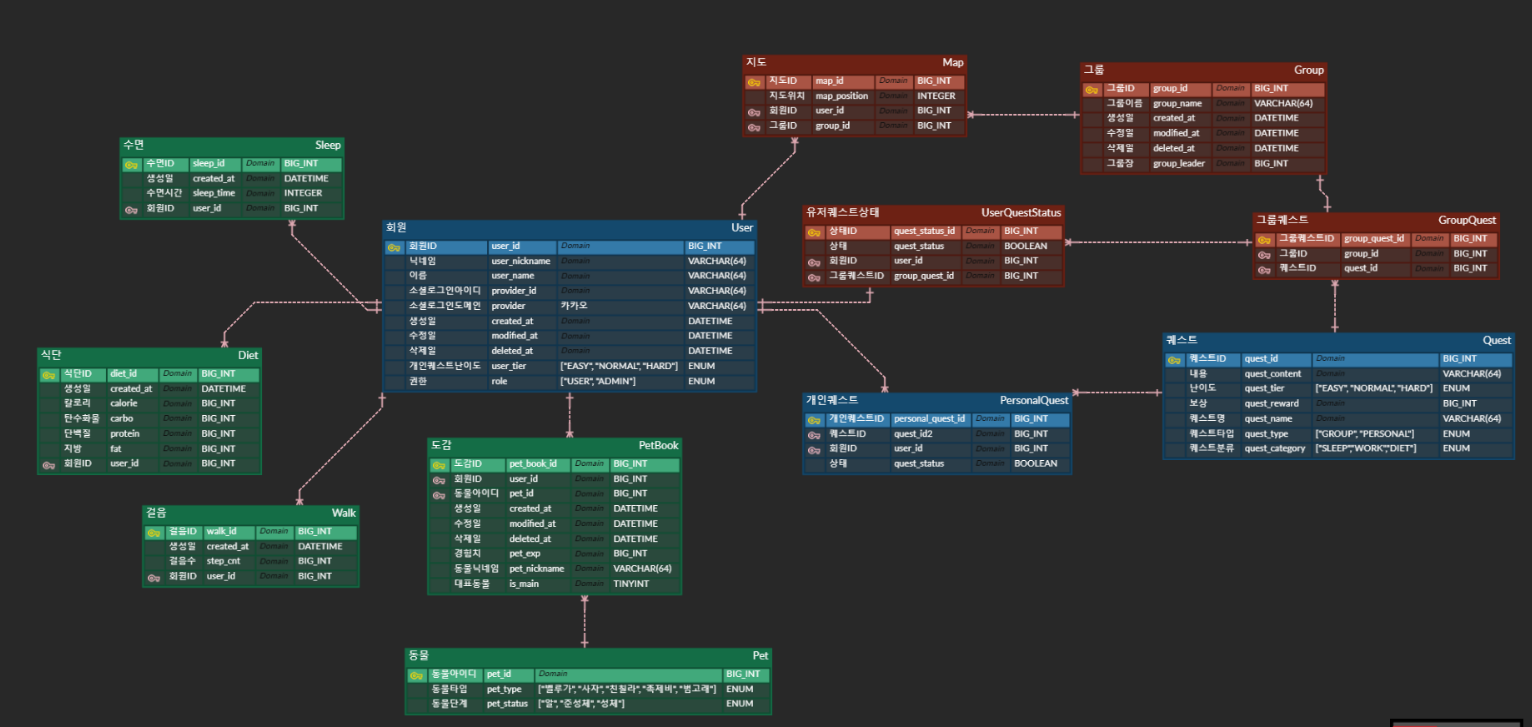 지도 Map
지도ID map_id Domain BIG_INT
지도위치 map_position Domain INTEGER
회원ID user_id Domain BIG_INT
그룹ID group_id Domain BIG_INT
그룹 Group
그룹ID group_id Domain BIG_INT
그룹이름 group_name Domain VARCHAR(64)
생성일 created_at Domain DATETIME
수정일 modified_at Domain DATETIME
삭제일 deleted_at Domain DATETIME
그룹장 group_leader Domain BIG_INT
수면 Sleep
수면ID sleep_id Domain BIG_INT
생성일 created_at Domain DATETIME
수면시간 sleep_time Domain INTEGER
회원ID user_id Domain BIG_INT
회원 User
회원ID user_id Domain BIG_INT
닉네임 user_nickname Domain VARCHAR(64)
이름 user_name Domain VARCHAR(64)
소셜로그인아이디 provider_id Domain VARCHAR(64)
소셜로그인도메인 provider 카카오 VARCHAR(64)
생성일 created_at Domain DATETIME
수정일 modified_at Domain DATETIME
삭제일 deleted_at Domain DATETIME
개인퀘스트난이도 user_tier ["EASY", "NORMAL", "HARD"] ENUM
권한 role ["USER", "ADMIN"] ENUM
유저퀘스트상태 UserQuestStatus
상태ID quest_status_id Domain BIG_INT
상태 quest_status Domain BOOLEAN
회원ID user_id Domain BIG_INT
그룹퀘스트ID group_quest_id Domain BIG_INT
그룹퀘스트 GroupQuest
그룹퀘스트ID group_quest_id Domain BIG_INT
그룹ID group_id Domain BIG_INT
퀘스트ID quest_id Domain BIG_INT
식단 Diet
식단ID diet_id Domain BIG_INT
생성일 created_at Domain DATETIME
칼로리 calorie Domain BIG_INT
탄수화물 carbo Domain BIG_INT
단백질 protein Domain BIG_INT
지방 fat Domain BIG_INT
회원ID user_id Domain BIG_INT
퀘스트 Quest
퀘스트ID quest_id Domain BIG_INT
내용 quest_content Domain VARCHAR(64)
난이도 quest_tier ["EASY", "NORMAL", "HARD"] ENUM
보상 quest_reward Domain BIG_INT
퀘스트명 quest_name Domain VARCHAR(64)
퀘스트타입 quest_type ["GROUP", "PERSONAL"] ENUM
퀘스트분류 quest_category ["SLEEP","WORK","DIET"] ENUM
개인퀘스트 PersonalQuest
개인퀘스트ID personal_quest_id Domain BIG_INT
퀘스트ID quest_id2 Domain BIG_INT
회원ID user_id Domain BIG_INT
상태 quest_status Domain BOOLEAN
도감 PetBook
도감ID pet_book_id Domain BIG_INT
회원ID user_id Domain BIG_INT
동물아이디 pet_id Domain BIG_INT
생성일 created_at Domain DATETIME
수정일 modified_at Domain DATETIME
삭제일 deleted_at Domain DATETIME
경험치 pet_exp Domain BIG_INT
동물닉네임 pet_nickname Domain VARCHAR(64)
대표동물 is_main Domain TINYINT
걸음 Walk
걸음ID walk_id Domain BIG_INT
생성일 created_at Domain DATETIME
걸음수 step_cnt Domain BIG_INT
회원ID user_id Domain BIG_INT
동물 Pet
동물아이디 pet_id Domain BIG_INT
동물타입 pet_type ["벨루가", "사자", "친칠라", "족제비", "범고래"] ENUM
동물단계 pet_status ["알", "준성체", "성체"] ENUM